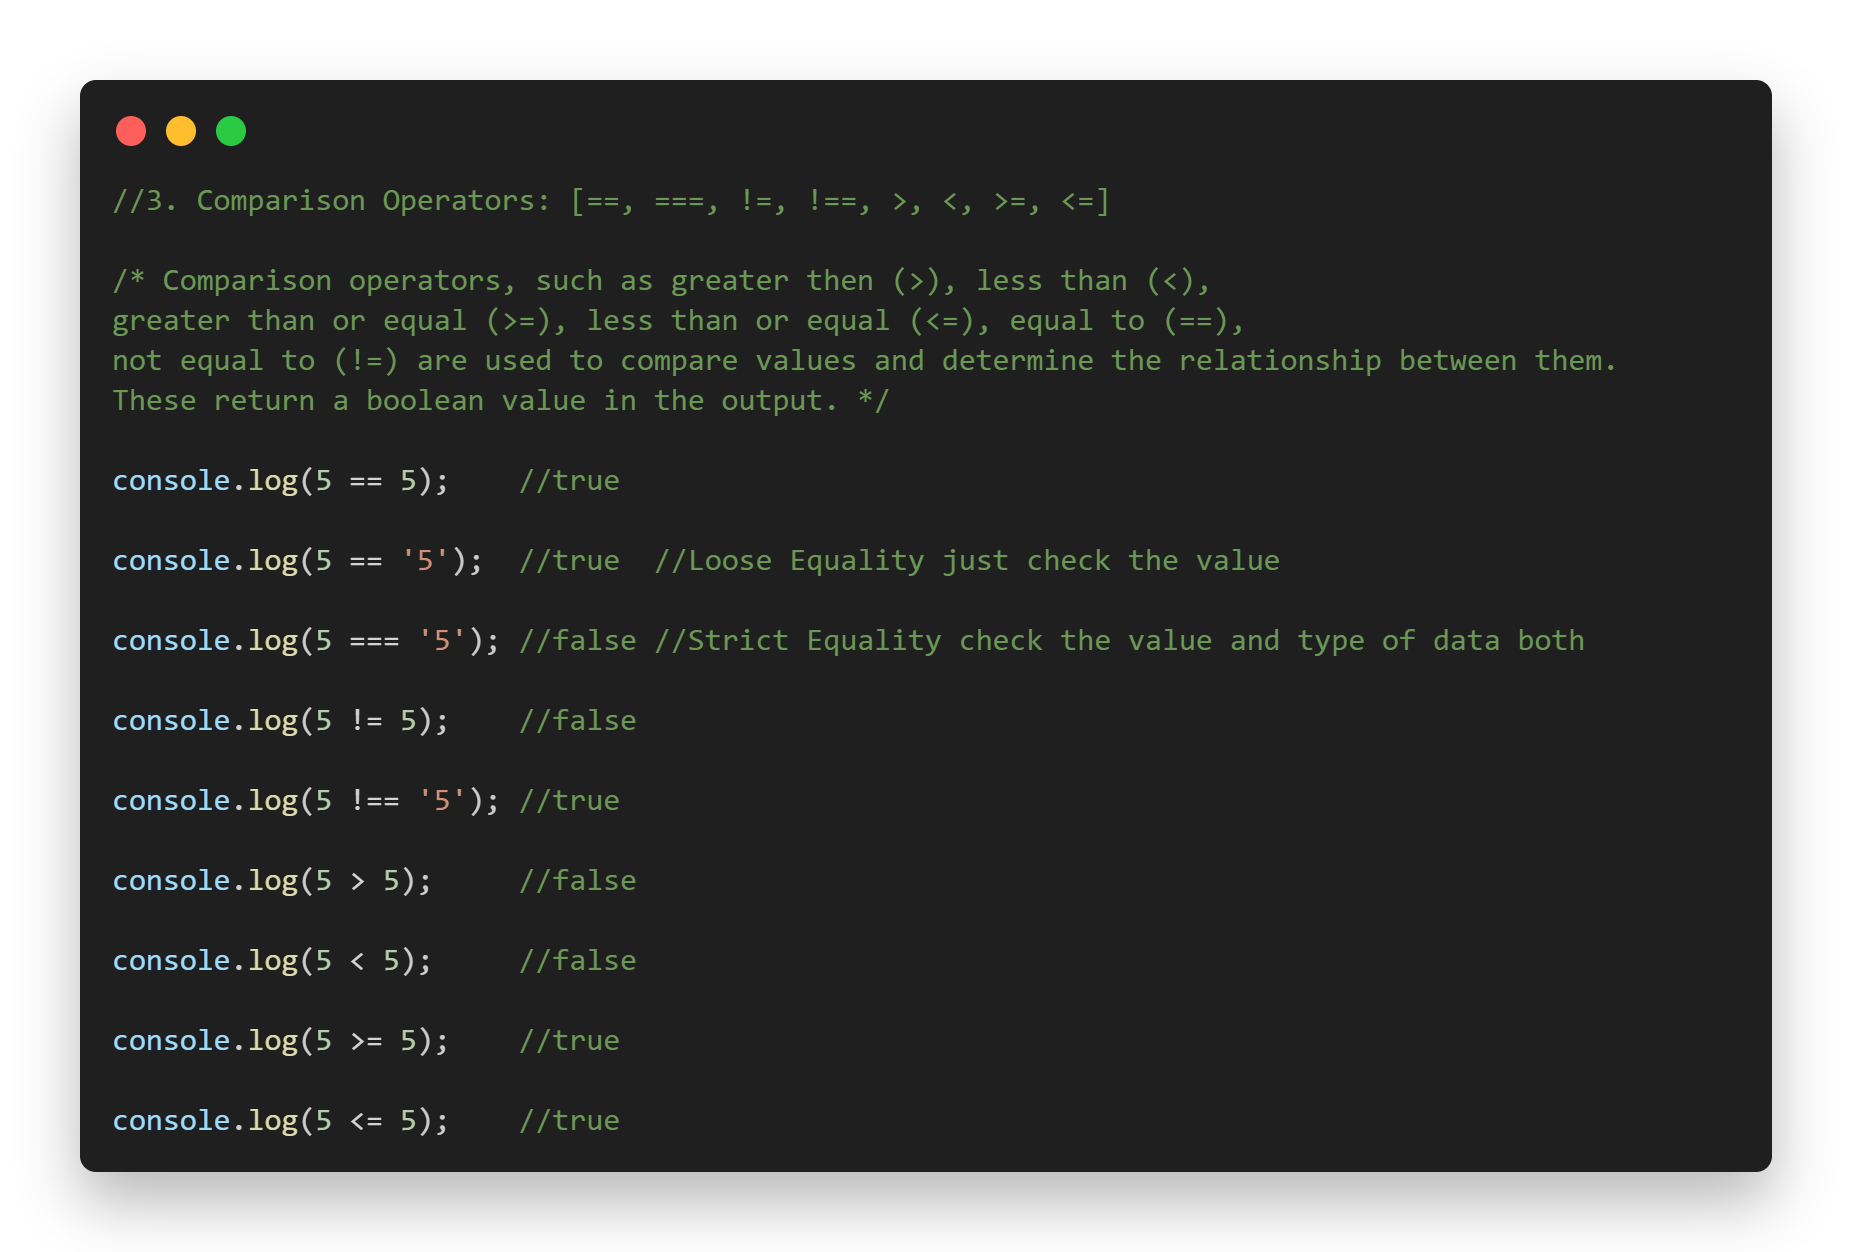 //3. Comparison Operators: [==, ===, !=, !==, >, <, >=, <=]
/* Comparison operators, such as greater then (>), less than (<),
greater than or equal (>=), less than or equal (<=), equal to (==),
not equal to (!=) are used to compare values and determine the relationship between them.
These return a boolean value in the output. */
console.log(5 == 5);    //true
console.log(5 == '5');  //true  //Loose Equality just check the value
console.log(5 === '5'); //false //Strict Equality check the value and type of data both
console.log(5 != 5);    //false
console.log(5 !== '5'); //true
console.log(5 > 5);     //false
console.log(5 < 5);     //false
console.log(5 >= 5);    //true
console.log(5 <= 5);    //true